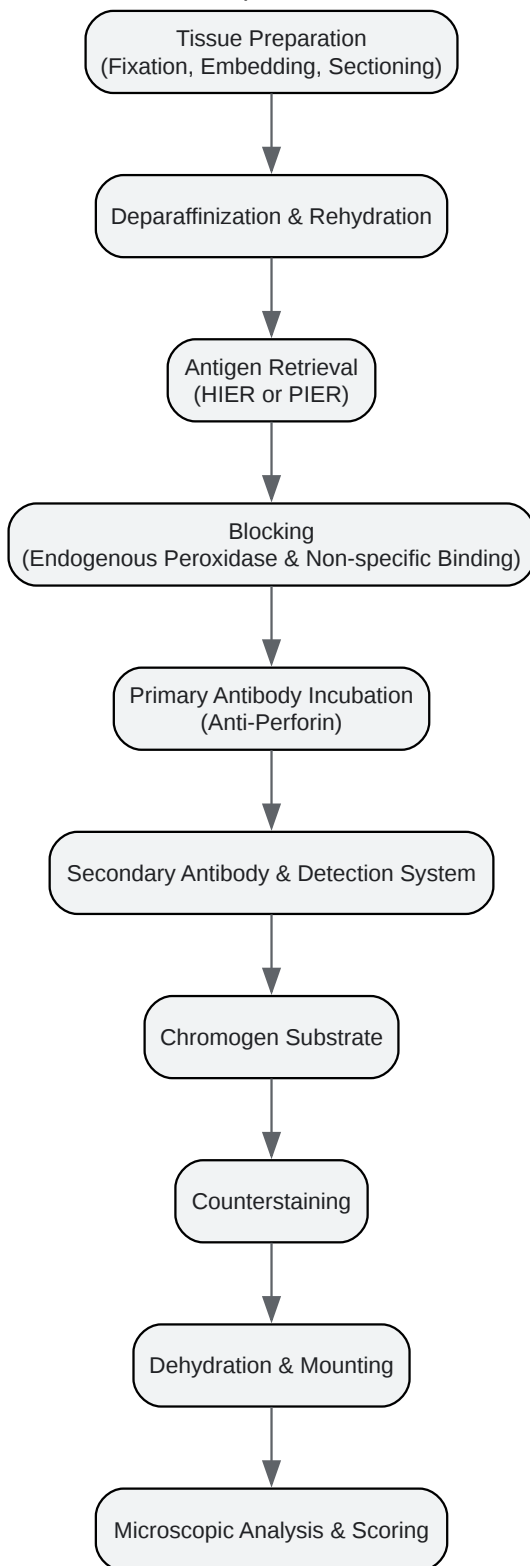 Tissue Preparation
(Fixation, Embedding, Sectioning)
Deparaffinization & Rehydration
Antigen Retrieval
(HIER or PIER)
Blocking
(Endogenous Peroxidase & Non-specific Binding)
Primary Antibody Incubation
(Anti-Perforin)
Secondary Antibody & Detection System
Chromogen Substrate
Counterstaining
Dehydration & Mounting
Microscopic Analysis & Scoring